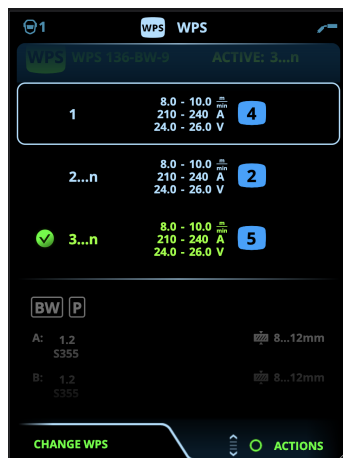 1 WPS WPS
WPS WPS 136-BW-9 ACTIVE: 3...n
1 8.0 - 10.0 m/min 4
210 - 240 A
24.0 - 26.0 V
2...n 8.0 - 10.0 m/min 2
210 - 240 A
24.0 - 26.0 V
3...n 8.0 - 10.0 m/min 5
210 - 240 A
24.0 - 26.0 V
BW P
A: 1.2 8...12mm
S355
B: 1.2 8...12mm
S355
CHANGE WPS ACTIONS